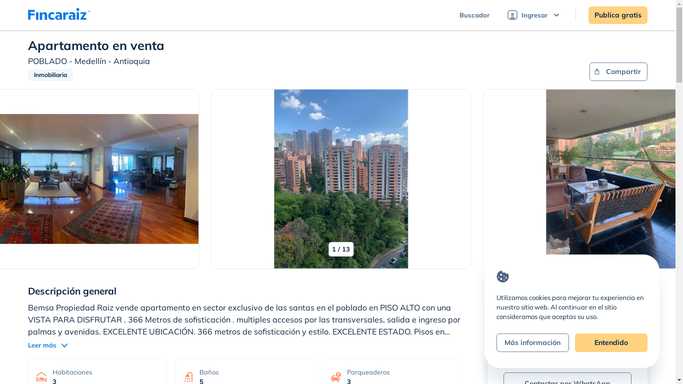 Fincaraiz
Buscador
Ingresar
Publica gratis
Apartamento en venta
POBLADO - Medellín - Antioquia
Inmobiliaria
Compartir
1 / 13
Descripción general
Bemsa Propiedad Raiz vende apartamento en sector exclusivo de las santas en el poblado en PISO ALTO con una
VISTA PARA DISFRUTAR . 366 Metros de sofisticación . multiples accesos por las transversales, salida e ingreso por
palmas y avenidas. EXCELENTE UBICACIÓN. 366 metros de sofisticación y estilo. EXCELENTE ESTADO. Pisos en...
Leer más
Habitaciones
3
Baños
5
Parqueaderos
3
Utilizamos cookies para mejorar tu experiencia en
nuestro sitio web. Al continuar en el sitio
consideramos que aceptas su uso.
Más información
Entendido
Contactar por WhatsApp